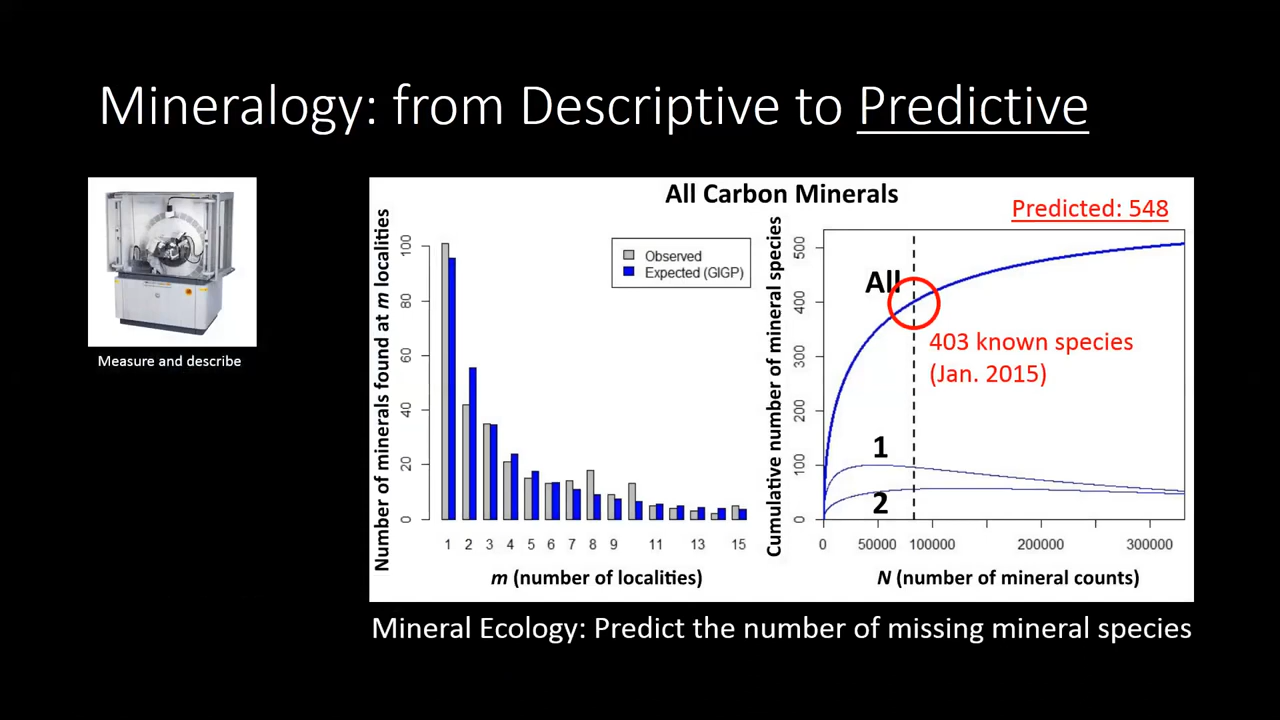 Mineralogy: from Descriptive to Predictive
Measure and describe
All Carbon Minerals
Number of minerals found at m localities
100
80
60
40
20
0
Observed
Expected (GIGP)
1 2 3 4 5 6 7 8 9 11 13 15
m (number of localities)
Predicted: 548
Cumulative number of mineral species
500
400
300
200
100
0
All
403 known species
(Jan. 2015)
1
2
0 50000 100000 200000 300000
N (number of mineral counts)
Mineral Ecology: Predict the number of missing mineral species